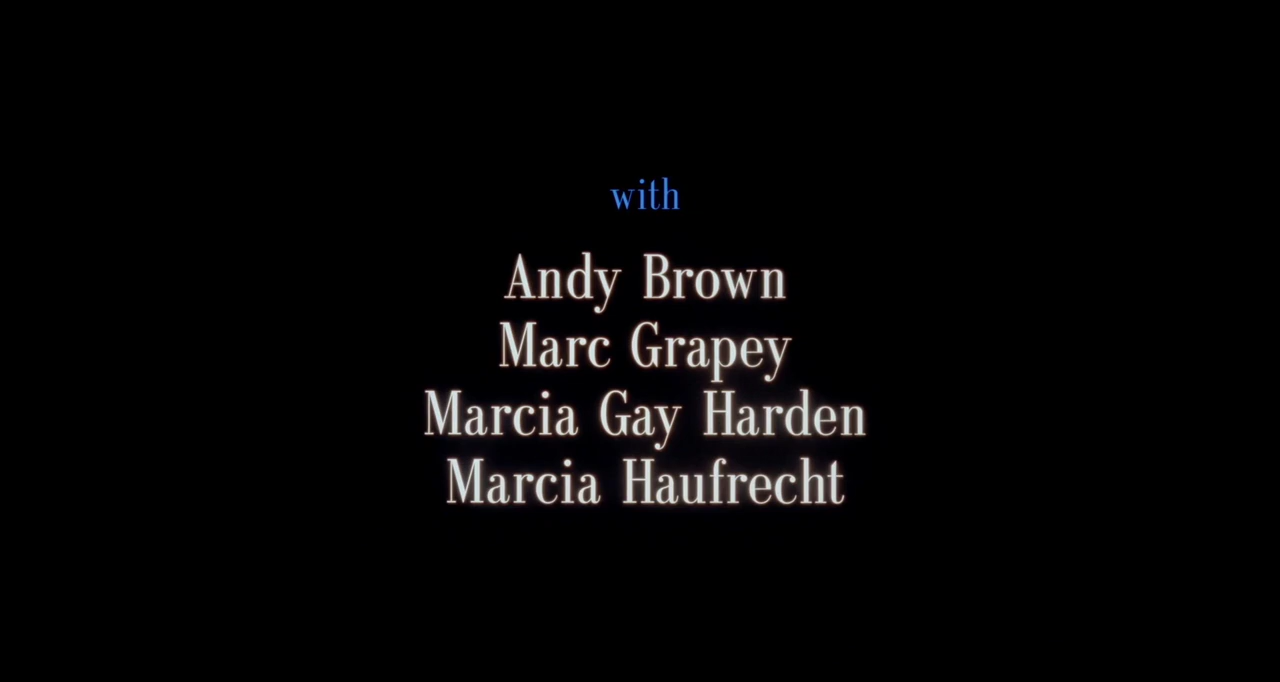 with
Andy Brown
Marc Grapey
Marcia Gay Harden
Marcia Haufrecht